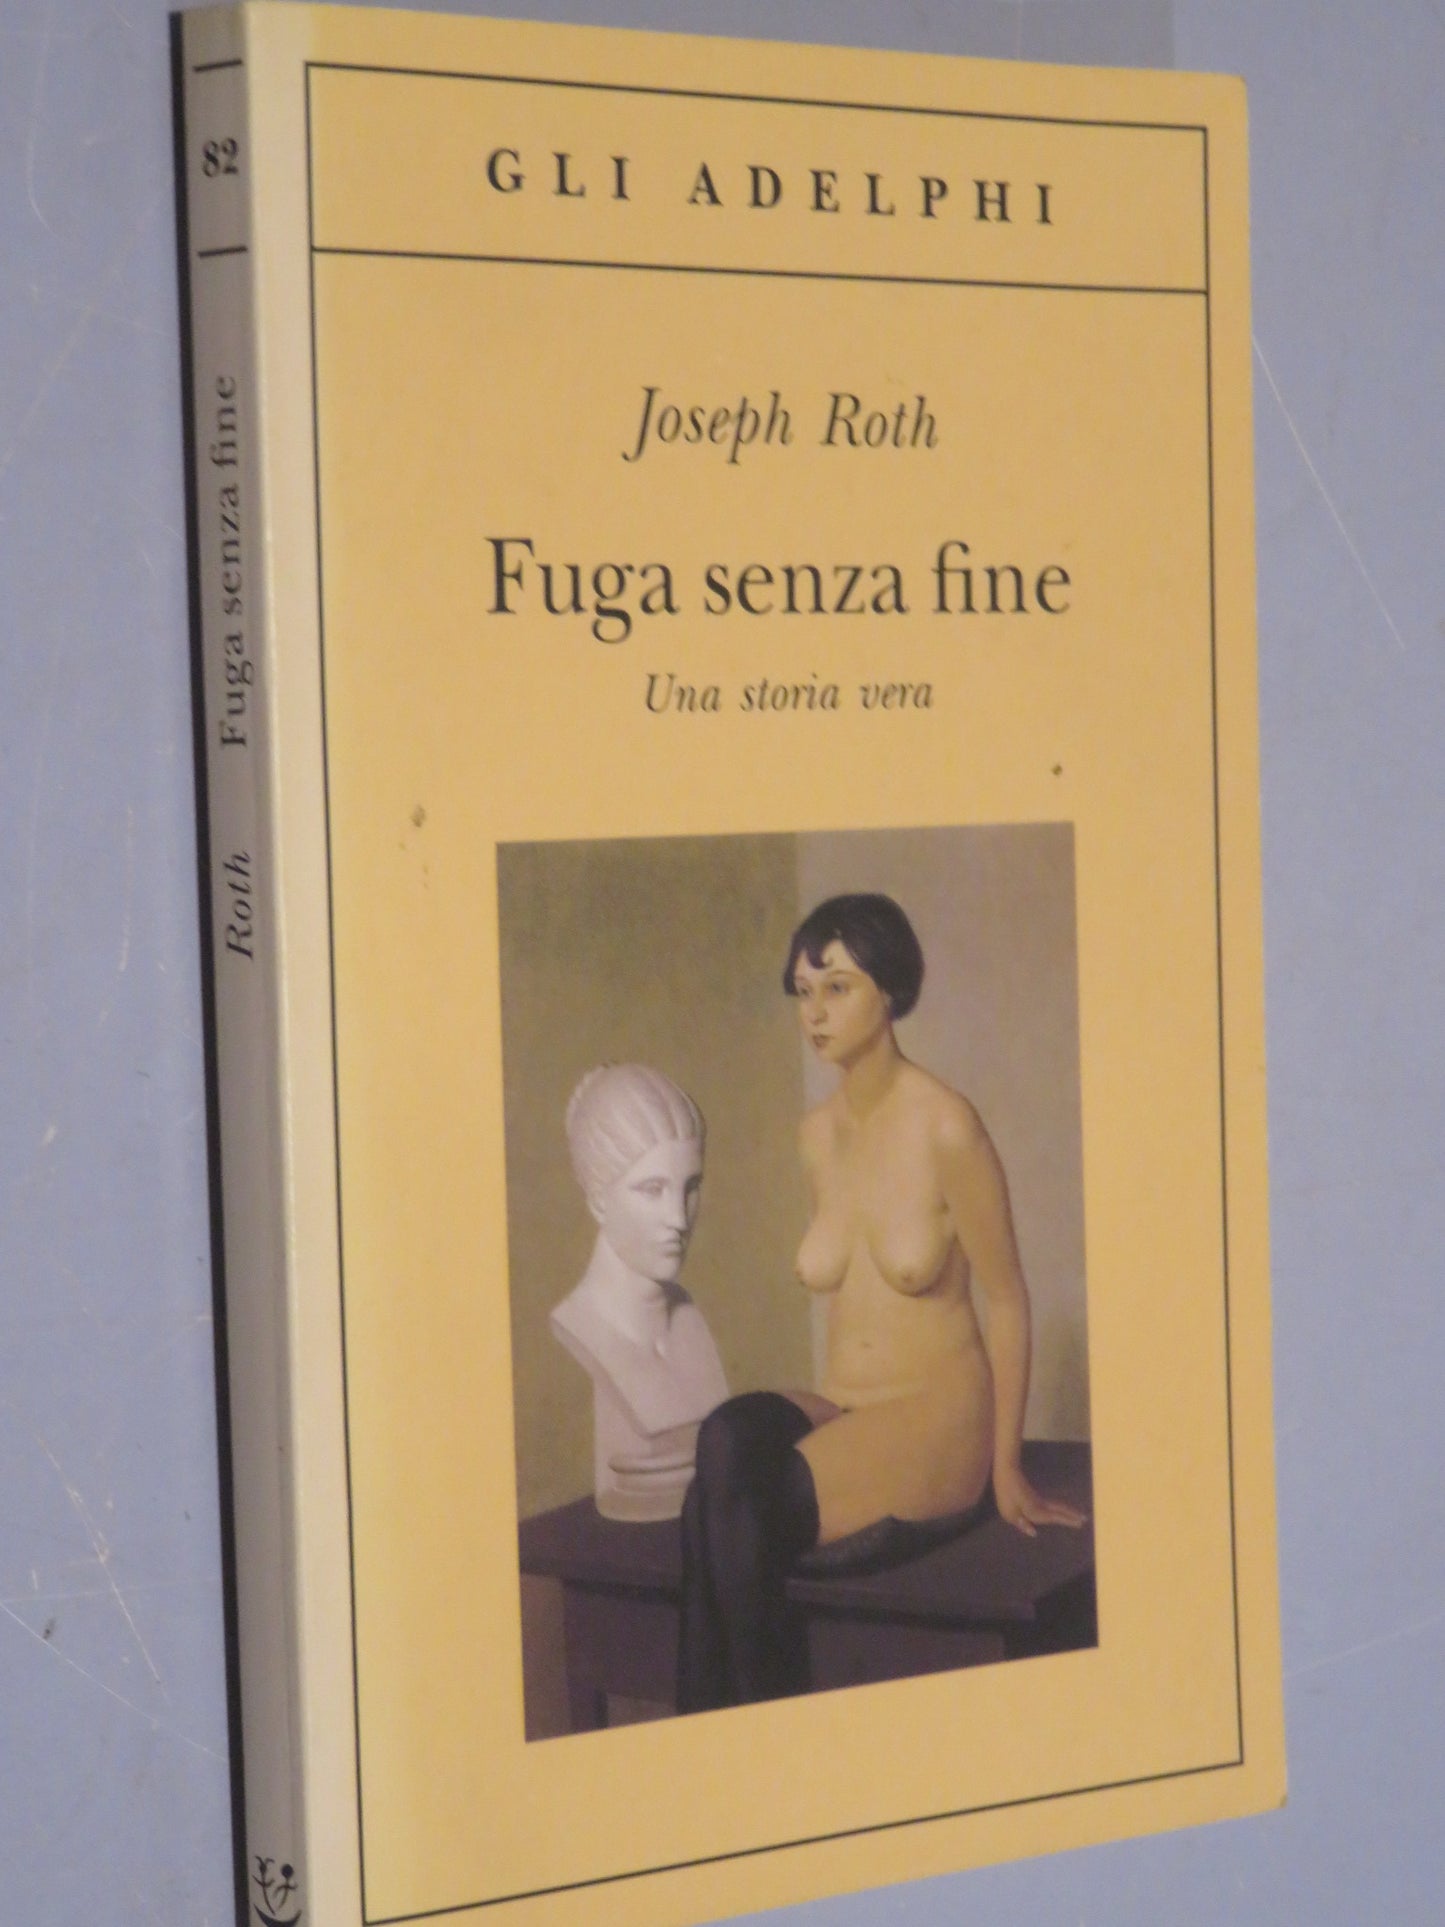 82
Roth Fuga senza fine
GLI ADELPHI
Joseph Roth
Fuga senza fine
Una storia vera